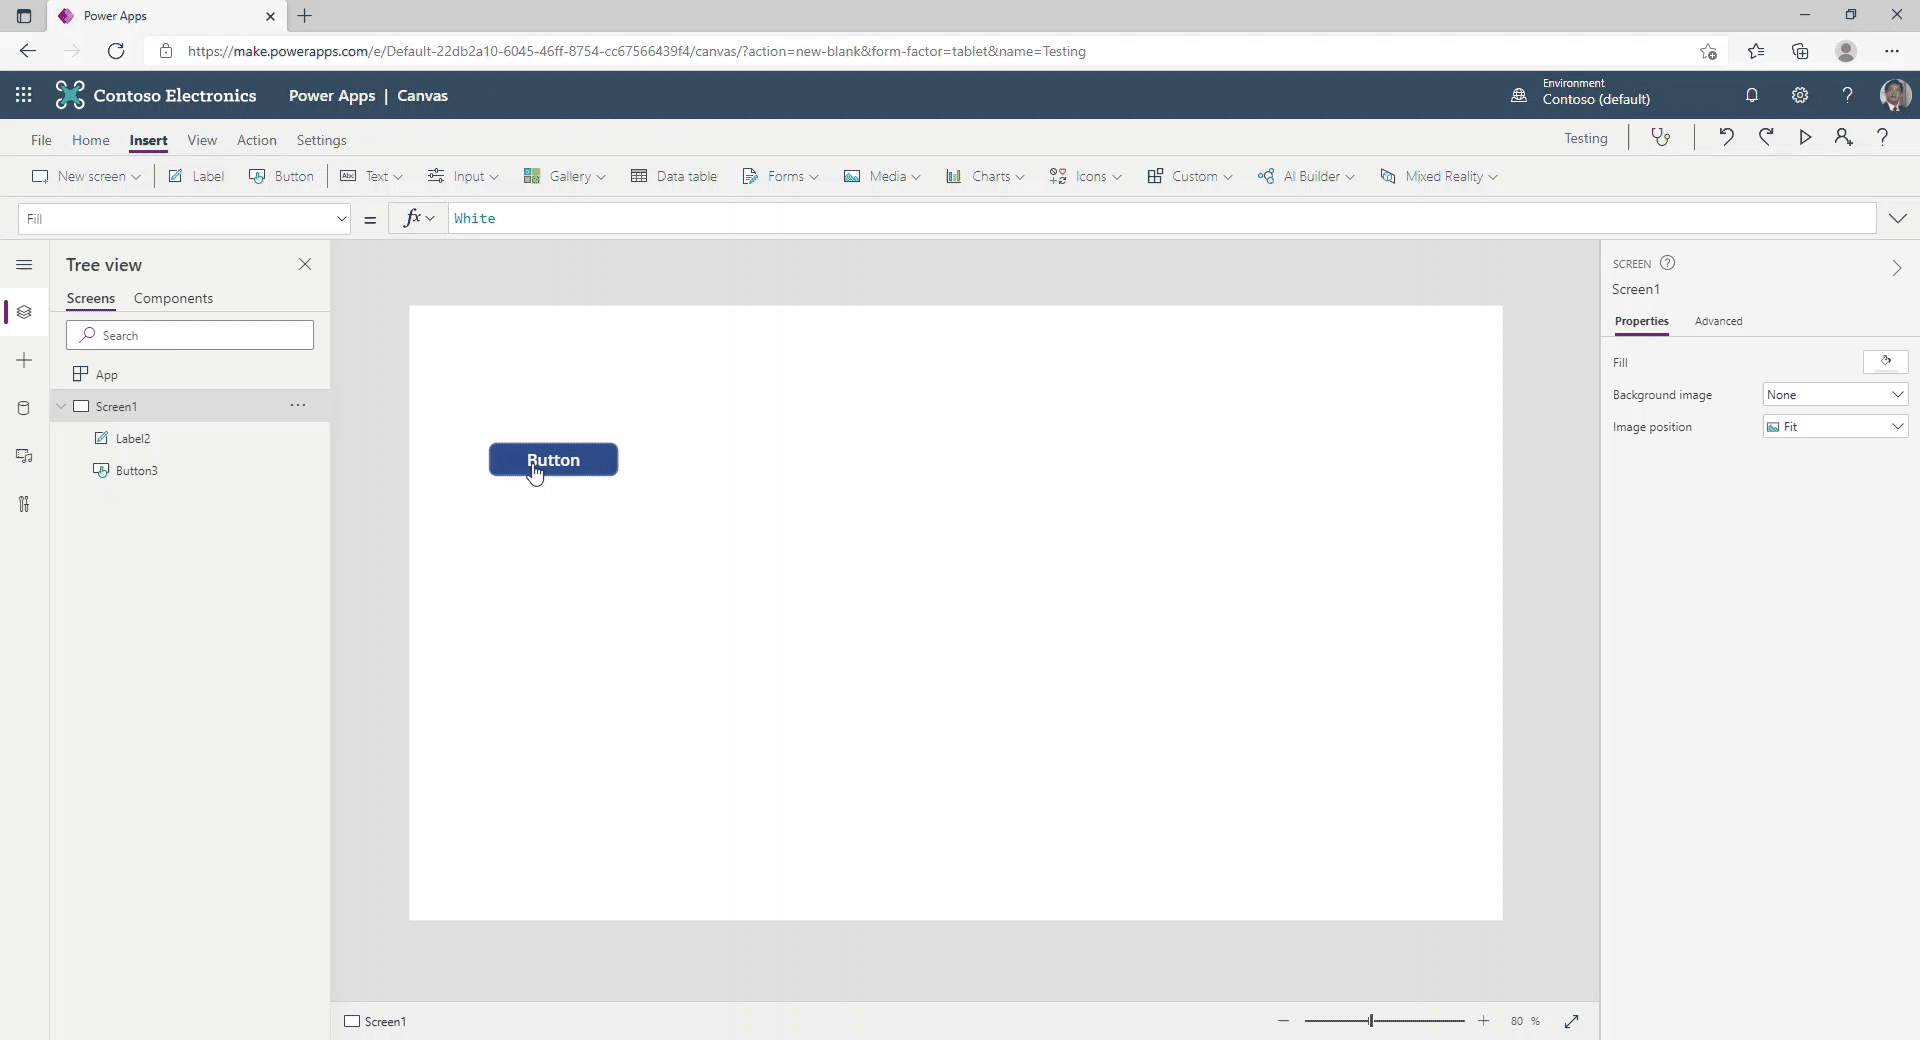 Power Apps
https://make.powerapps.com/e/Default-22db2a10-6045-46ff-8754-cc67566439f4/canvas/?action=new-blank&form-factor=tablet&name=Testing
Contoso Electronics Power Apps | Canvas
Environment
Contoso (default)
File Home Insert View Action Settings Testing
New screen Label Button Text Input Gallery Data table Forms Media Charts Icons Custom AI Builder Mixed Reality
Fill = fx White
Tree view
Screens Components
Search
App
Screen1
Label2
Button3
Button
SCREEN
Screen1
Properties Advanced
Fill
Background image None
Image position Fit
Screen1 80 %